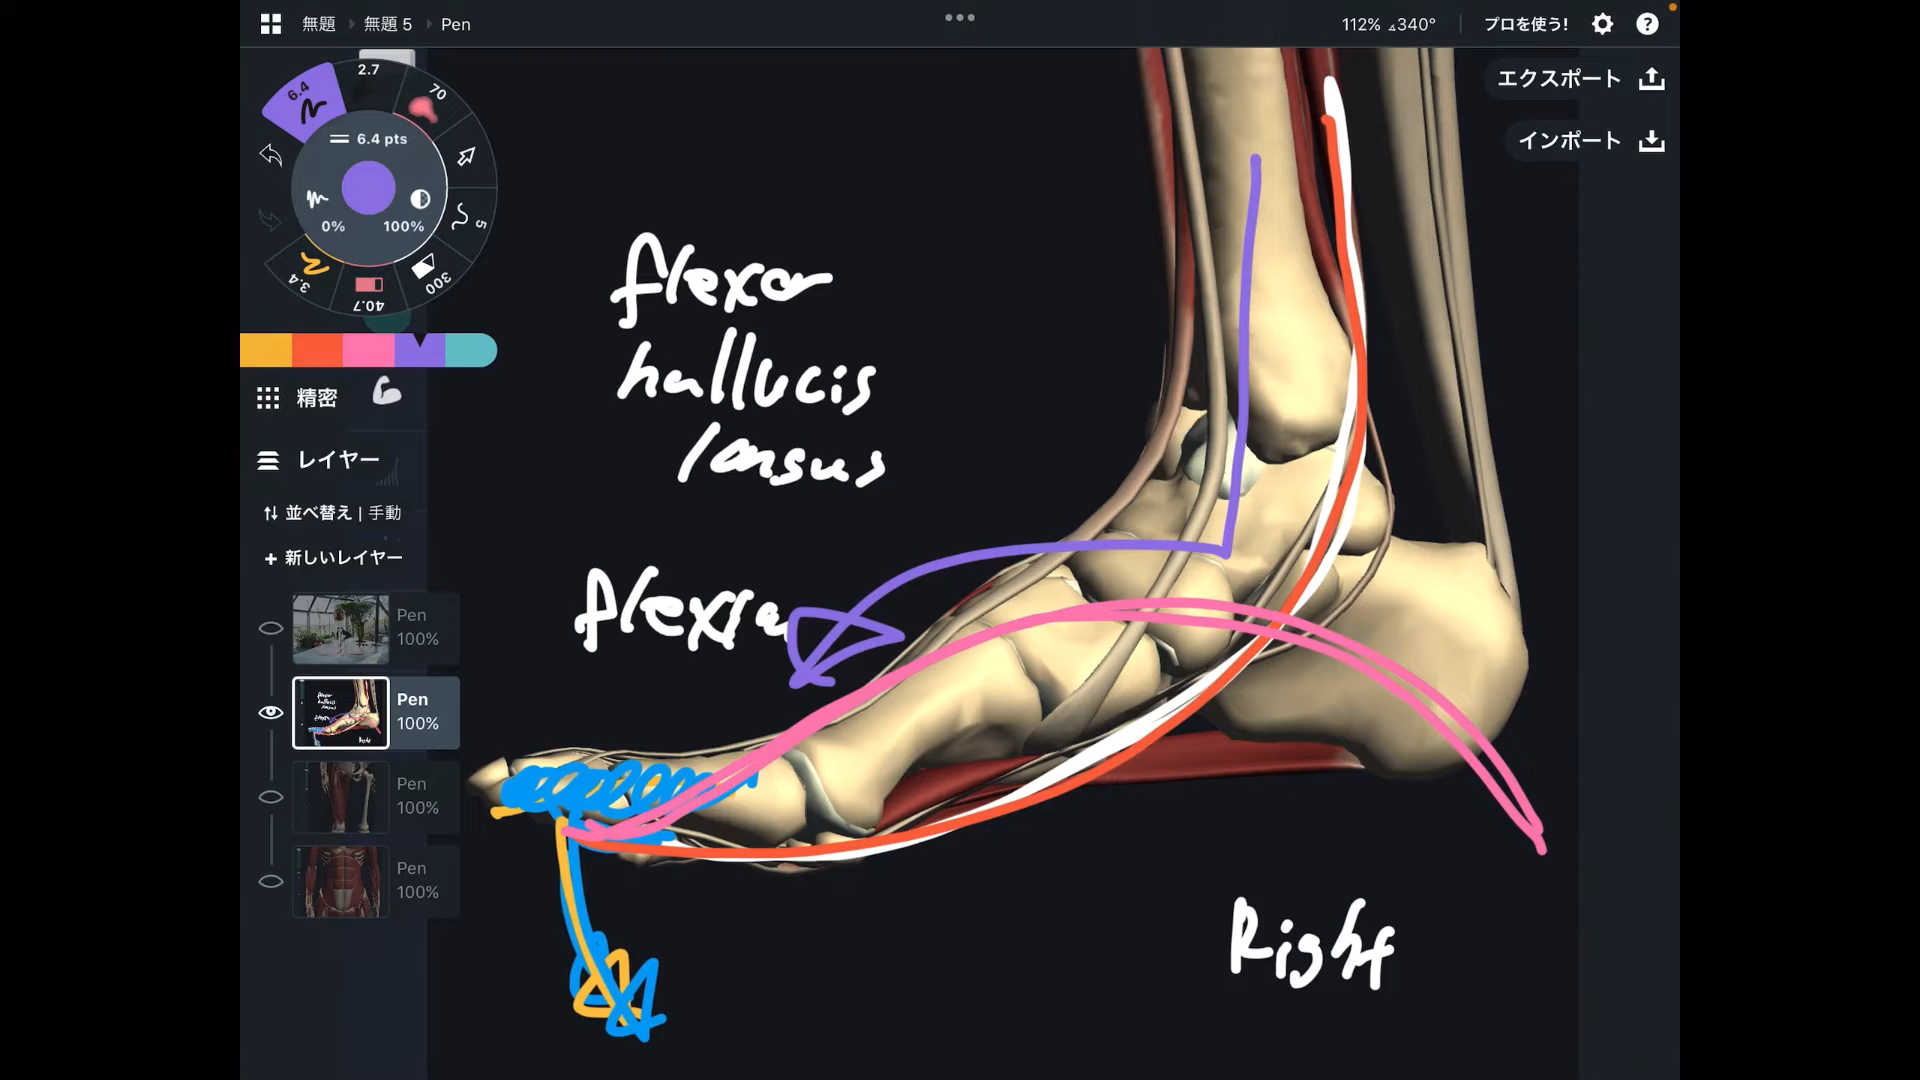 無題 無題 5 Pen
112% ⦟340° プロを使う!
エクスポート
インポート
6.4
2.7
70
6.4 pts
0%
100%
5
300
40.7
3.4
精密
レイヤー
並べ替え | 手動
+ 新しいレイヤー
Pen
100%
Pen
100%
Pen
100%
Pen
100%
flexor
hallucis
longus
Right